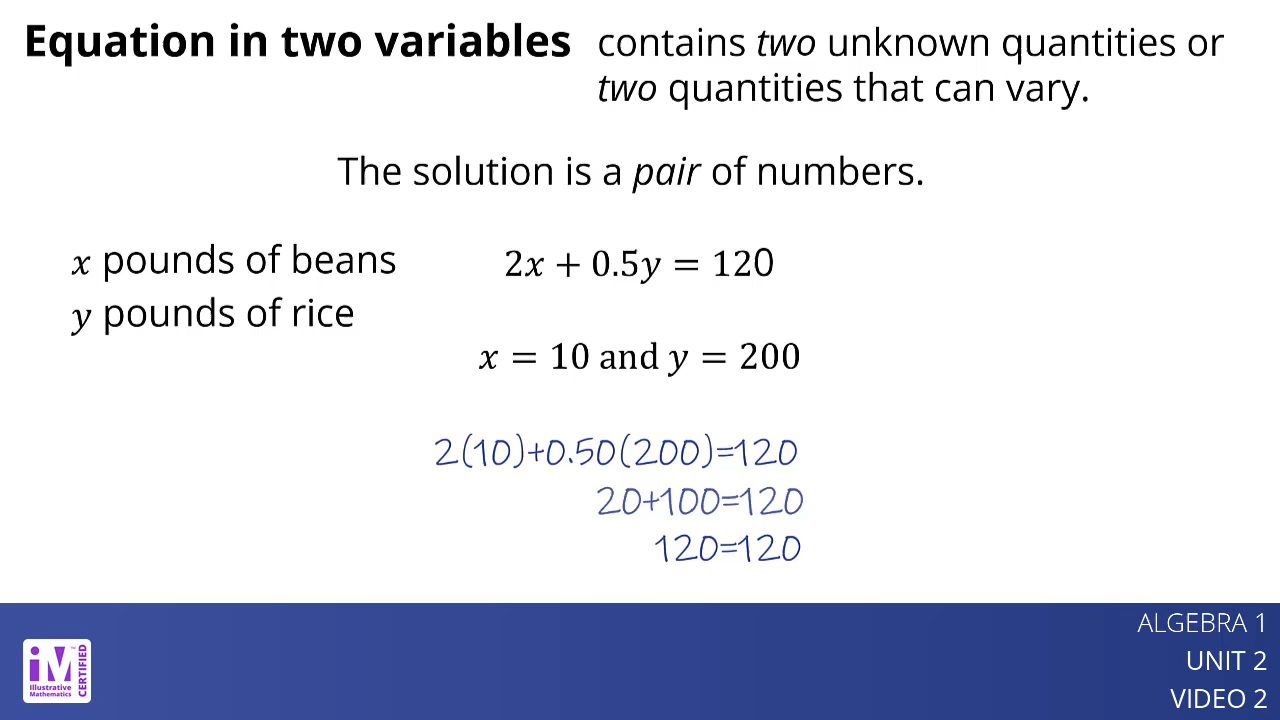 Equation in two variables contains two unknown quantities or
two quantities that can vary.
The solution is a pair of numbers.
x pounds of beans
y pounds of rice
2x + 0.5y = 120
x = 10 and y = 200
2(10)+0.50(200)=120
20+100=120
120=120
iM™
Illustrative
Mathematics
CERTIFIED
ALGEBRA 1
UNIT 2
VIDEO 2